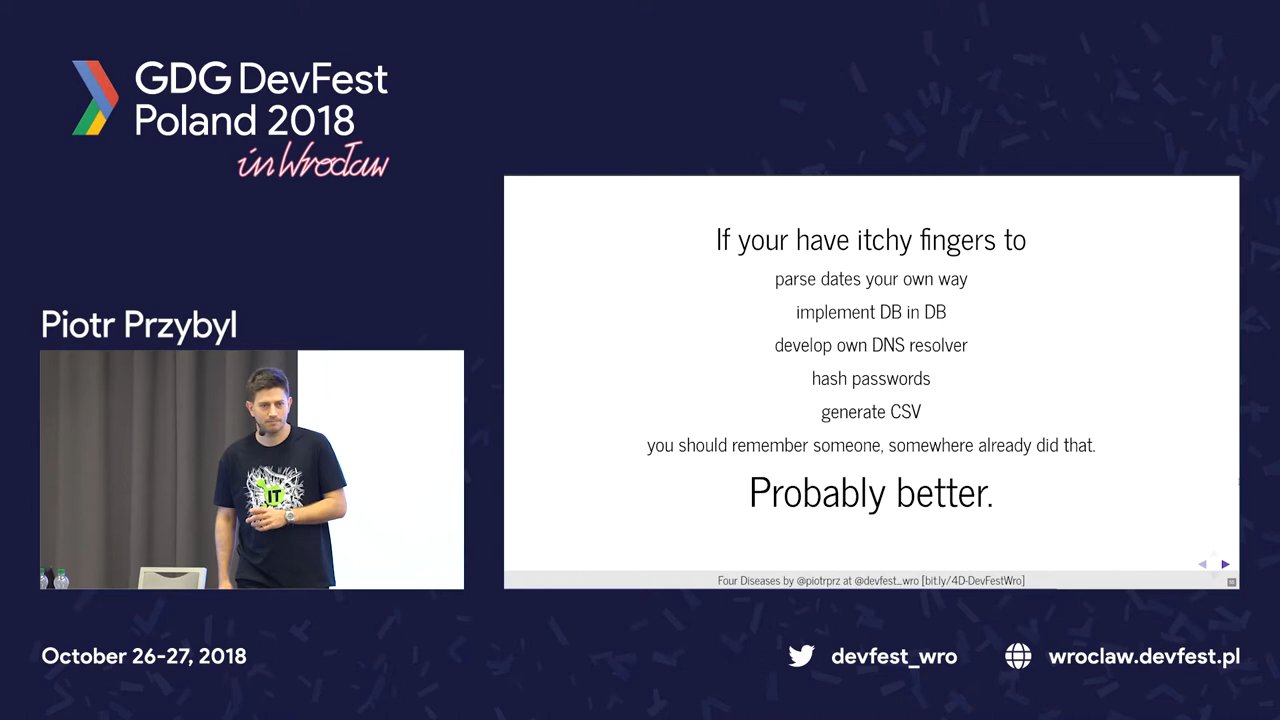 GDG DevFest
Poland 2018
in Wrocław
Piotr Przybyl
IT
If your have itchy fingers to
parse dates your own way
implement DB in DB
develop own DNS resolver
hash passwords
generate CSV
you should remember someone, somewhere already did that.
Probably better.
Four Diseases by @piotrprz at @devfest_wro [bit.ly/4D-DevFestWro]
October 26-27, 2018
devfest_wro
wroclaw.devfest.pl